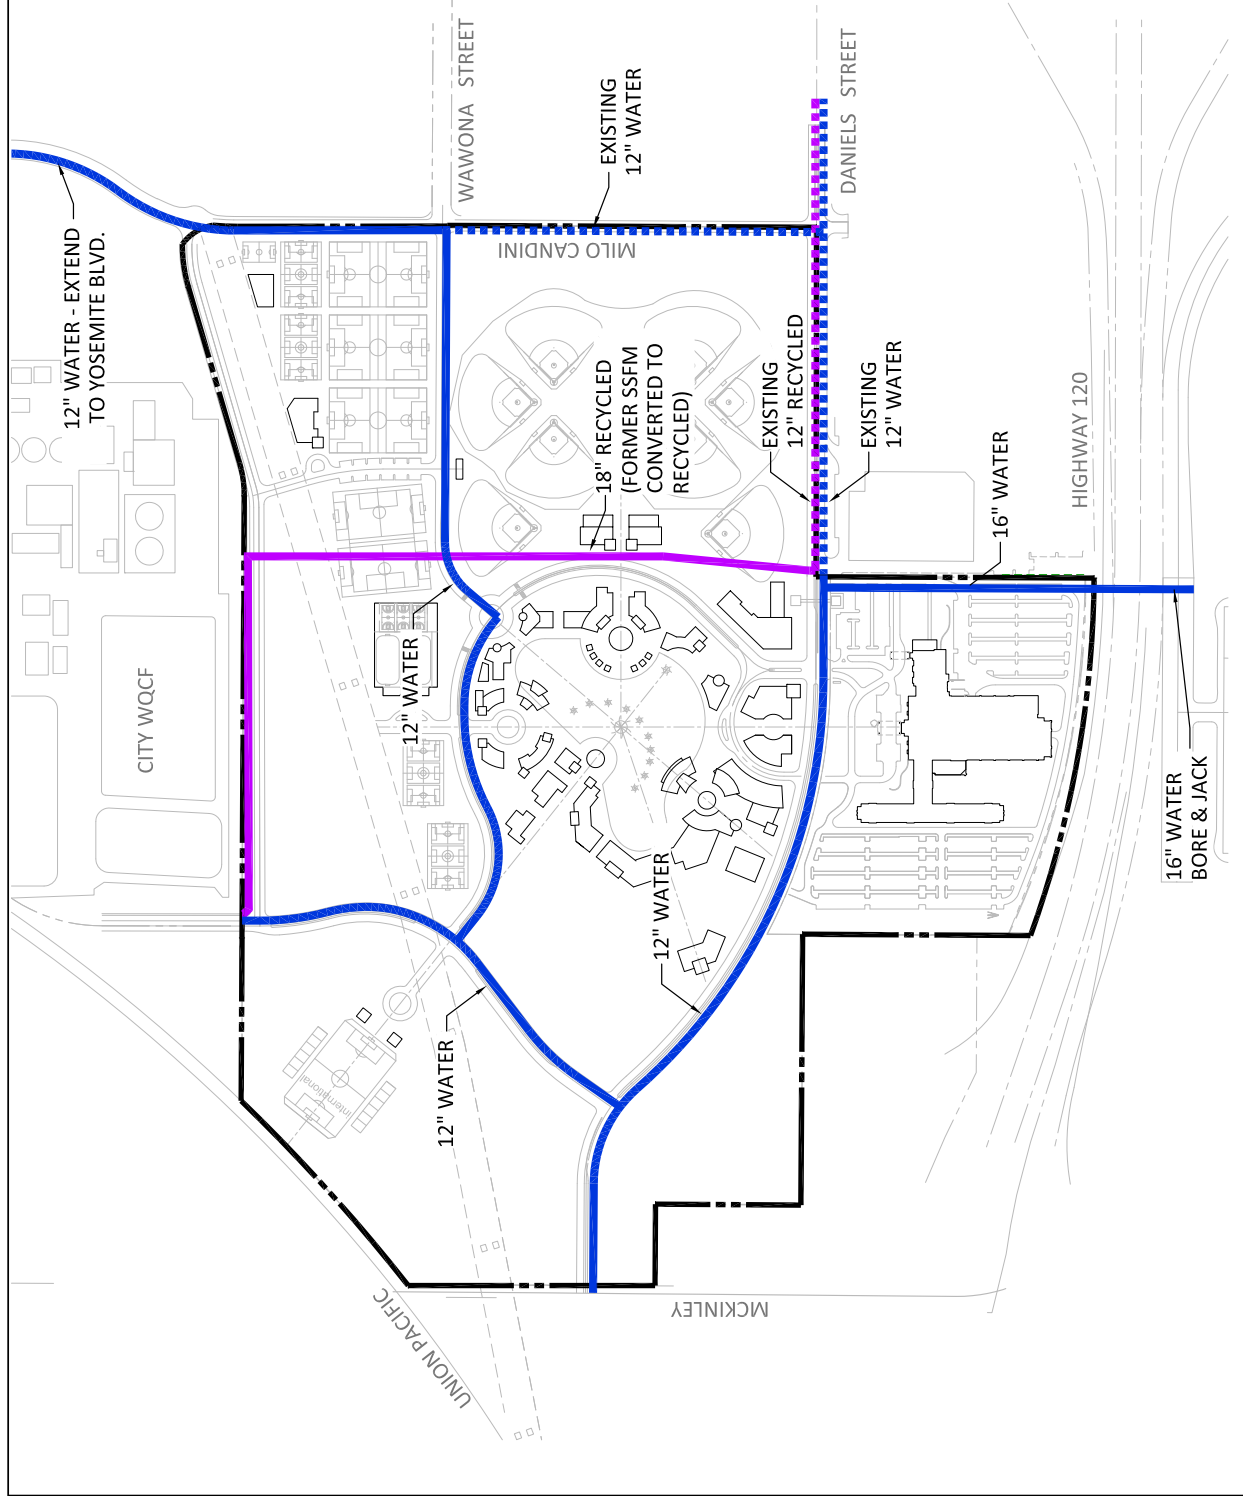 WAWONA STREET
DANIELS STREET
EXISTING
12" WATER
12" WATER - EXTEND
TO YOSEMITE BLVD.
MILO CANDINI
18" RECYCLED
(FORMER SSFM
CONVERTED TO
RECYCLED)
EXISTING
12" RECYCLED
EXISTING
12" WATER
16" WATER
HIGHWAY 120
CITY WQCF
12" WATER
16" WATER
BORE & JACK
12" WATER
12" WATER
International
MCKINLEY
UNION PACIFIC